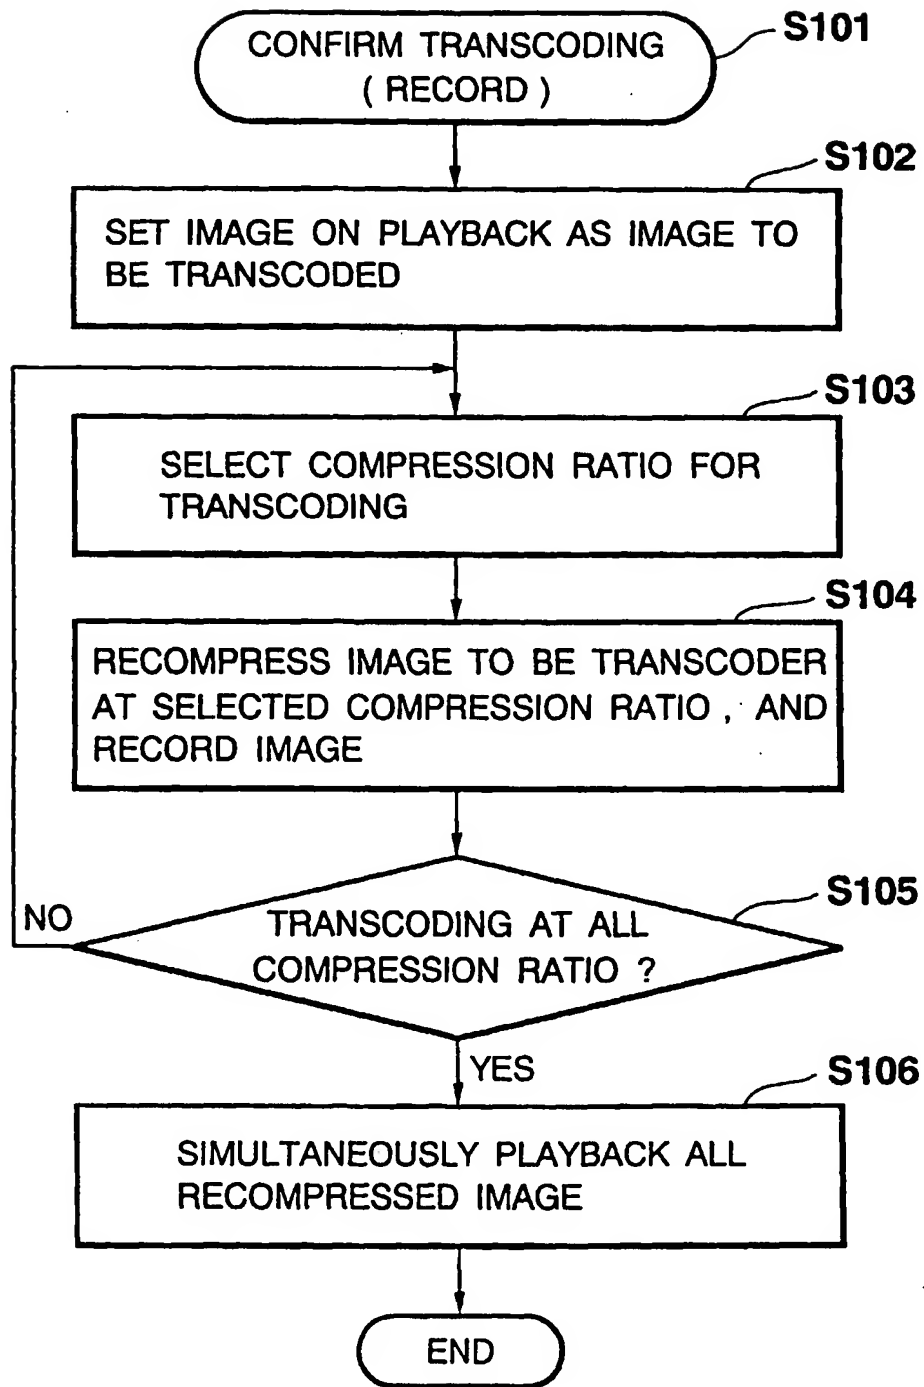 CONFIRM TRANSCODING
( RECORD )
S101
S102
SET IMAGE ON PLAYBACK AS IMAGE TO
BE TRANSCODED
S103
SELECT COMPRESSION RATIO FOR
TRANSCODING
S104
RECOMPRESS IMAGE TO BE TRANSCODER
AT SELECTED COMPRESSION RATIO , AND
RECORD IMAGE
S105
NO
TRANSCODING AT ALL
COMPRESSION RATIO ?
YES
S106
SIMULTANEOUSLY PLAYBACK ALL
RECOMPRESSED IMAGE
END